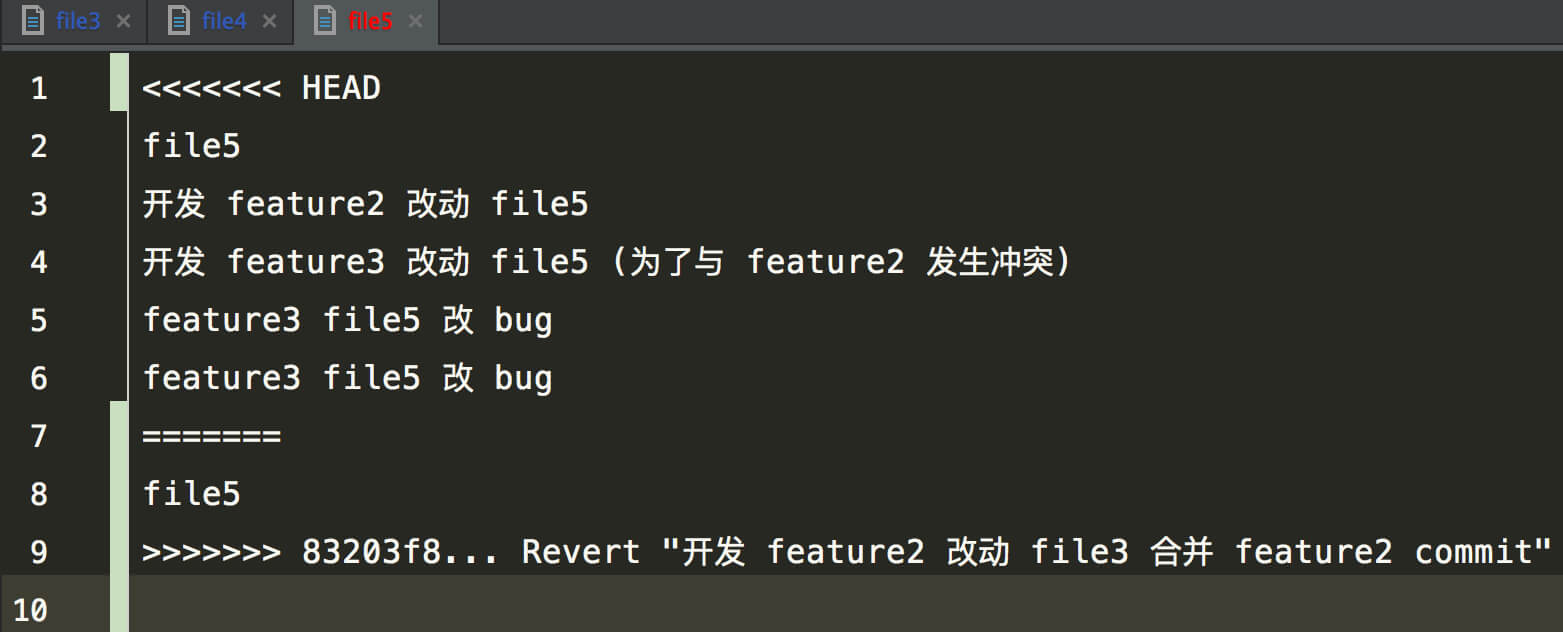 file3 × file4 × file5 ×
1 <<<<<<< HEAD
2 file5
3 开发 feature2 改动 file5
4 开发 feature3 改动 file5 (为了与 feature2 发生冲突)
5 feature3 file5 改 bug
6 feature3 file5 改 bug
7 =======
8 file5
9 >>>>>>> 83203f8... Revert "开发 feature2 改动 file3 合并 feature2 commit"
10